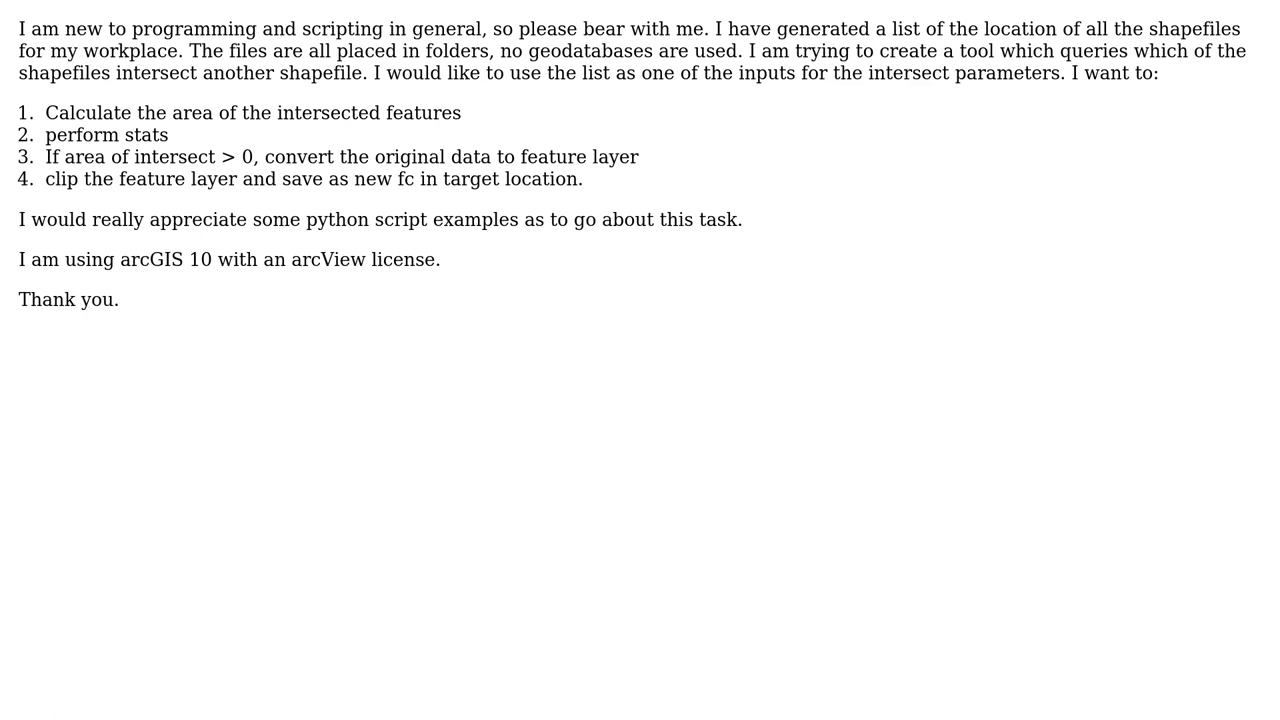 I am new to programming and scripting in general, so please bear with me. I have generated a list of the location of all the shapefiles
for my workplace. The files are all placed in folders, no geodatabases are used. I am trying to create a tool which queries which of the
shapefiles intersect another shapefile. I would like to use the list as one of the inputs for the intersect parameters. I want to:
1. Calculate the area of the intersected features
2. perform stats
3. If area of intersect > 0, convert the original data to feature layer
4. clip the feature layer and save as new fc in target location.
I would really appreciate some python script examples as to go about this task.
I am using arcGIS 10 with an arcView license.
Thank you.